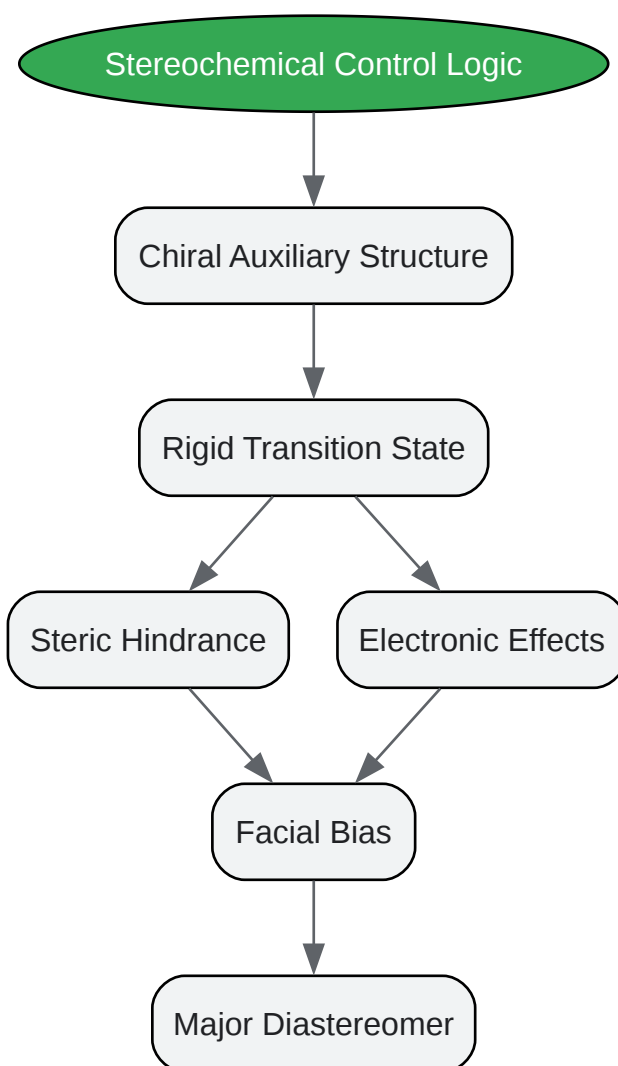 Stereochemical Control Logic
Chiral Auxiliary Structure
Rigid Transition State
Steric Hindrance
Electronic Effects
Facial Bias
Major Diastereomer